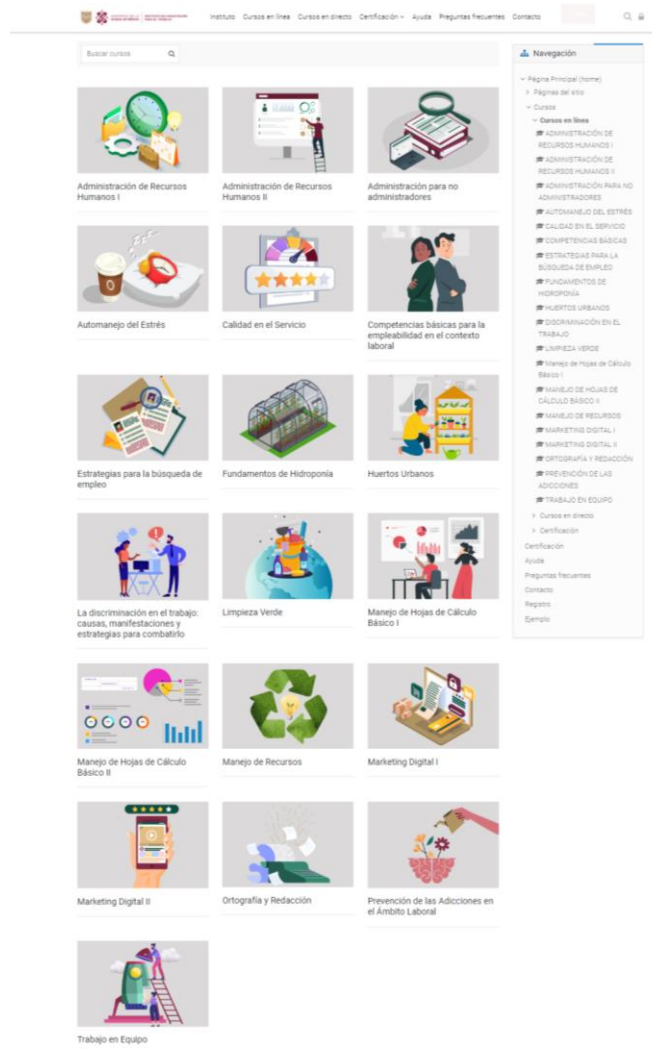 Instituto Cursos en línea Cursos en directo Certificación Ayuda Preguntas frecuentes Contacto
Buscar cursos
Administración de Recursos
Humanos I
Administración de Recursos
Humanos II
Administración para no
administradores
Automanejo del Estrés
Calidad en el Servicio
Competencias básicas para la
empleabilidad en el contexto
laboral
Estrategias para la búsqueda de
empleo
Fundamentos de Hidroponía
Huertos Urbanos
La discriminación en el trabajo:
causas, manifestaciones y
estrategias para combatirlo
Limpieza Verde
Manejo de Hojas de Cálculo
Básico I
Manejo de Hojas de Cálculo
Básico II
Manejo de Recursos
Marketing Digital I
Marketing Digital II
Ortografía y Redacción
Prevención de las Adicciones en
el Ámbito Laboral
Trabajo en Equipo
Navegación
Página Principal (home)
Páginas del sitio
Cursos
Cursos en línea
ADMINISTRACIÓN DE
RECURSOS HUMANOS I
ADMINISTRACIÓN DE
RECURSOS HUMANOS II
ADMINISTRACIÓN PARA NO
ADMINISTRADORES
AUTOMANEJO DEL ESTRÉS
CALIDAD EN EL SERVICIO
COMPETENCIAS BÁSICAS
ESTRATEGIAS PARA LA
BÚSQUEDA DE EMPLEO
FUNDAMENTOS DE
HIDROPONÍA
HUERTOS URBANOS
DISCRIMINACIÓN EN EL
TRABAJO
LIMPIEZA VERDE
Manejo de Hojas de Cálculo
Básico I
MANEJO DE HOJAS DE
CÁLCULO BÁSICO II
MANEJO DE RECURSOS
MARKETING DIGITAL I
MARKETING DIGITAL II
ORTOGRAFÍA Y REDACCIÓN
PREVENCIÓN DE LAS
ADICCIONES
TRABAJO EN EQUIPO
Cursos en directo
Certificación
Certificación
Ayuda
Preguntas frecuentes
Contacto
Registro
Ejemplo